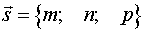 s⃗ = {m; n; p}